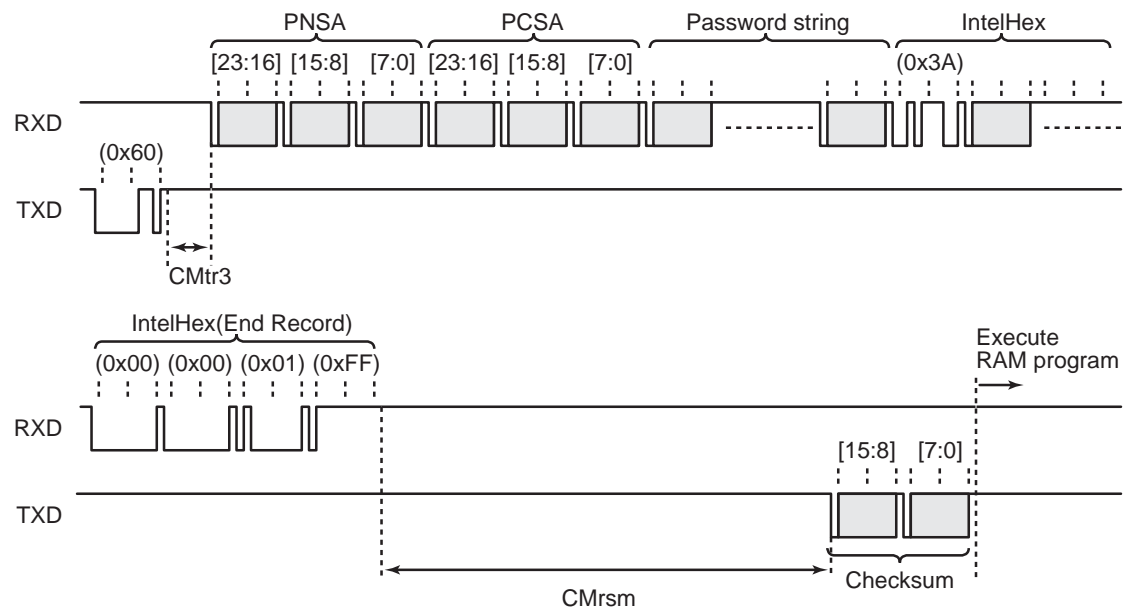 PNSA PCSA Password string IntelHex
[23:16] [15:8] [7:0] [23:16] [15:8] [7:0] (0x3A)
RXD
(0x60)
TXD
CMtr3
IntelHex(End Record)
(0x00) (0x00) (0x01) (0xFF)
Execute
RAM program
RXD
[15:8] [7:0]
TXD
Checksum
CMrsm